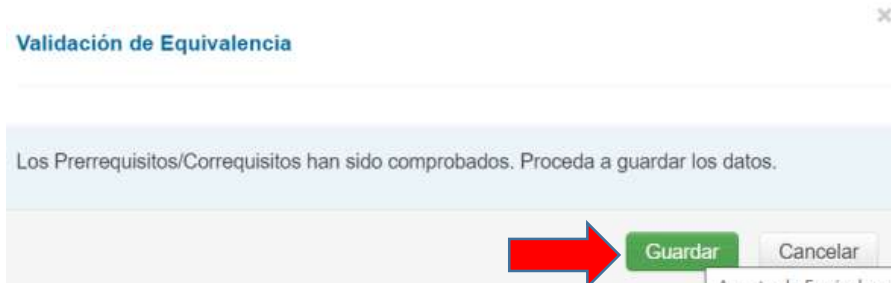 Validación de Equivalencia
Los Prerrequisitos/Correquisitos han sido comprobados. Proceda a guardar los datos.
Guardar Cancelar